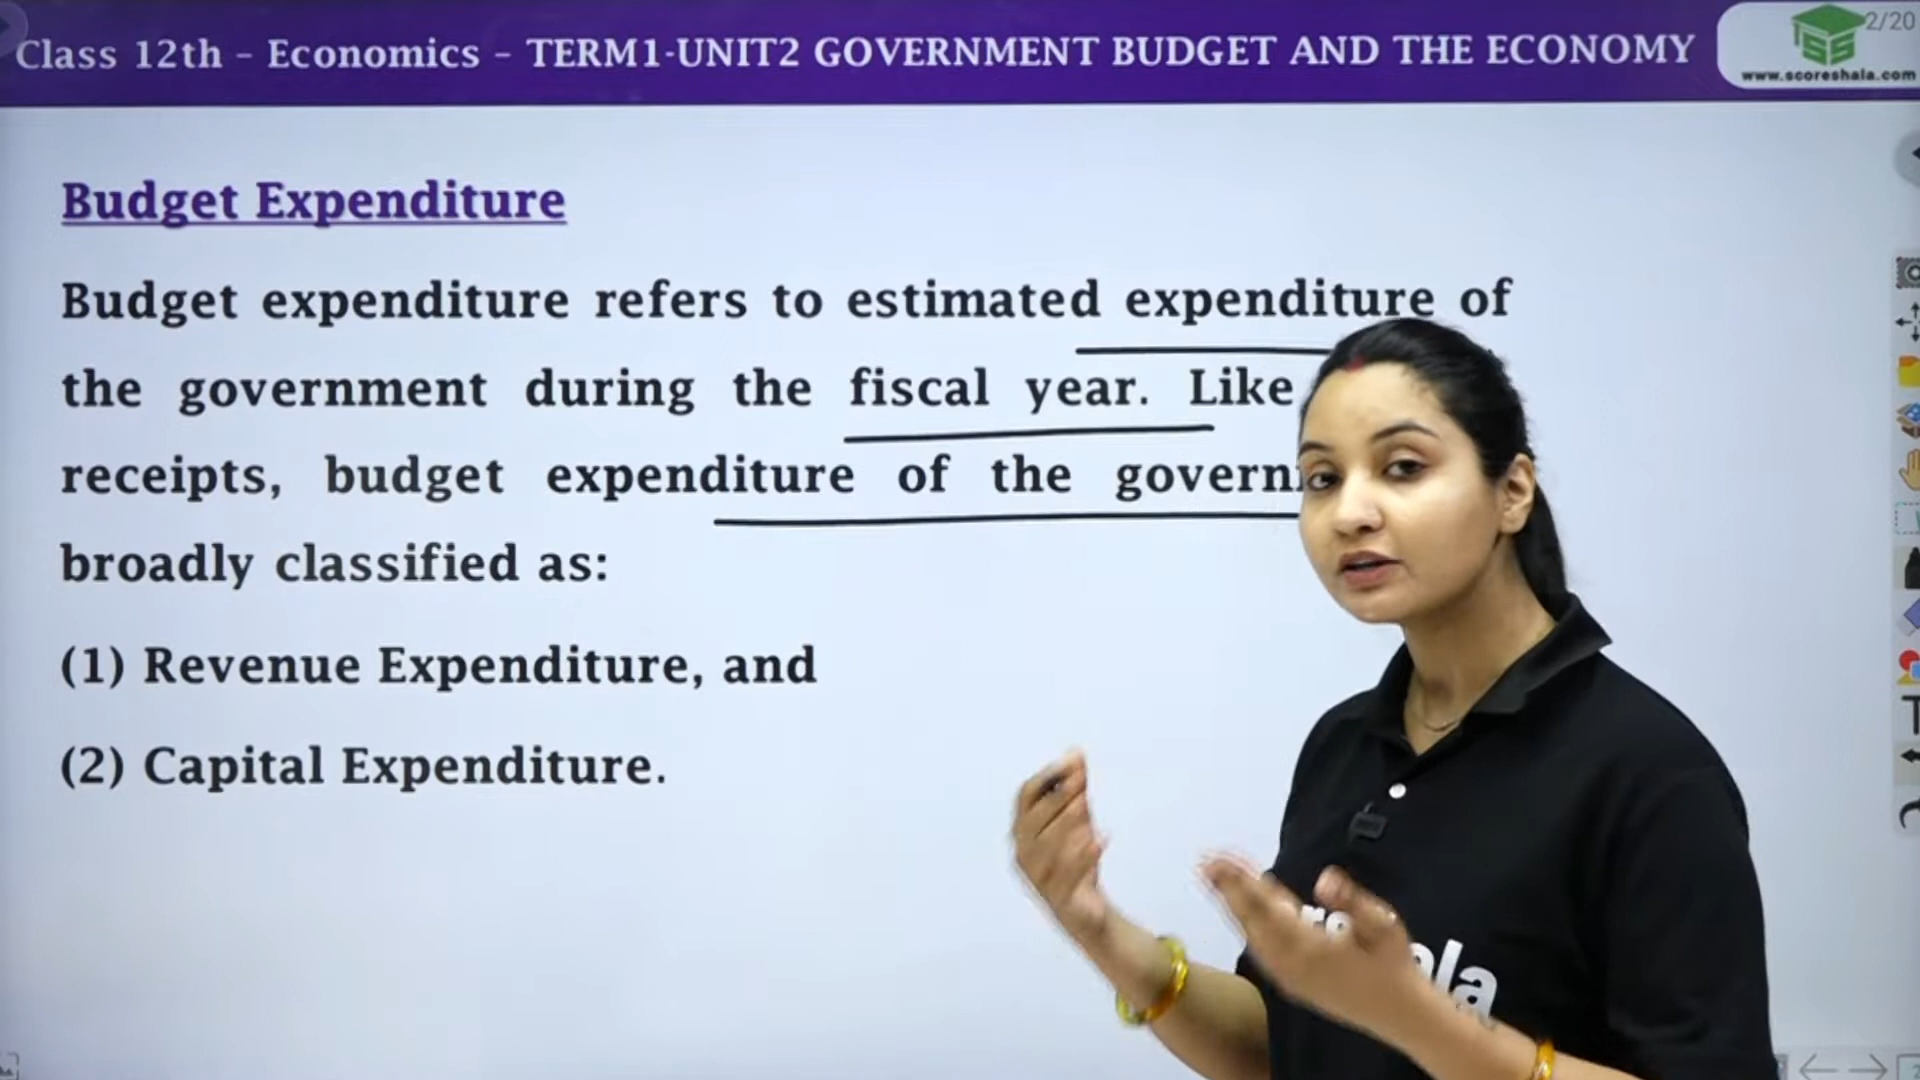 Class 12th – Economics – TERM1-UNIT2 GOVERNMENT BUDGET AND THE ECONOMY
2/20
SS
www.scoreshala.com
Budget Expenditure
Budget expenditure refers to estimated expenditure of
the government during the fiscal year. Like
receipts, budget expenditure of the
broadly classified as:
(1) Revenue Expenditure, and
(2) Capital Expenditure.